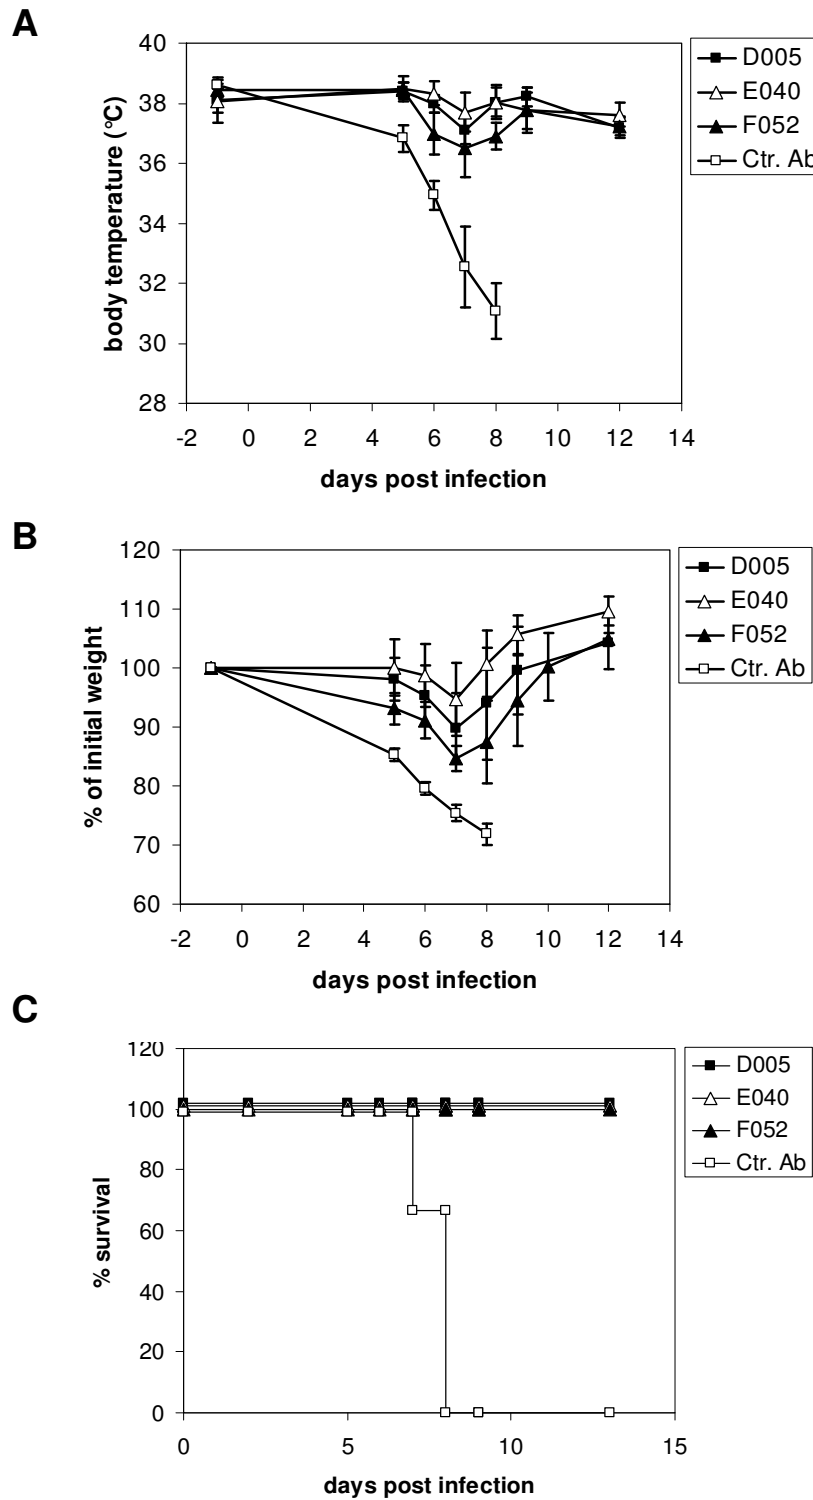 A
40
38
36
34
32
30
28
body temperature (°C)
-2 0 2 4 6 8 10 12 14
days post infection
D005
E040
F052
Ctr. Ab
B
120
110
100
90
80
70
60
% of initial weight
-2 0 2 4 6 8 10 12 14
days post infection
D005
E040
F052
Ctr. Ab
C
120
100
80
60
40
20
0
% survival
0 5 10 15
days post infection
D005
E040
F052
Ctr. Ab